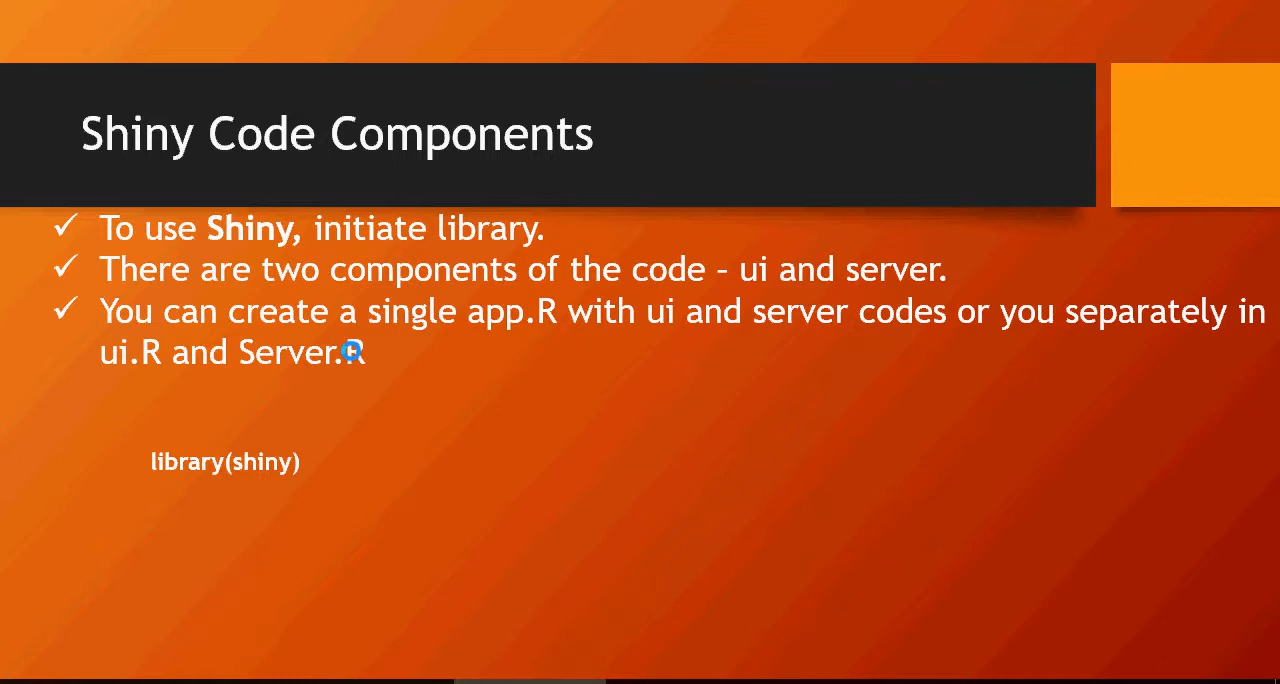 Shiny Code Components
✓ To use Shiny, initiate library.
✓ There are two components of the code – ui and server.
✓ You can create a single app.R with ui and server codes or you separately in
ui.R and Server.R
library(shiny)